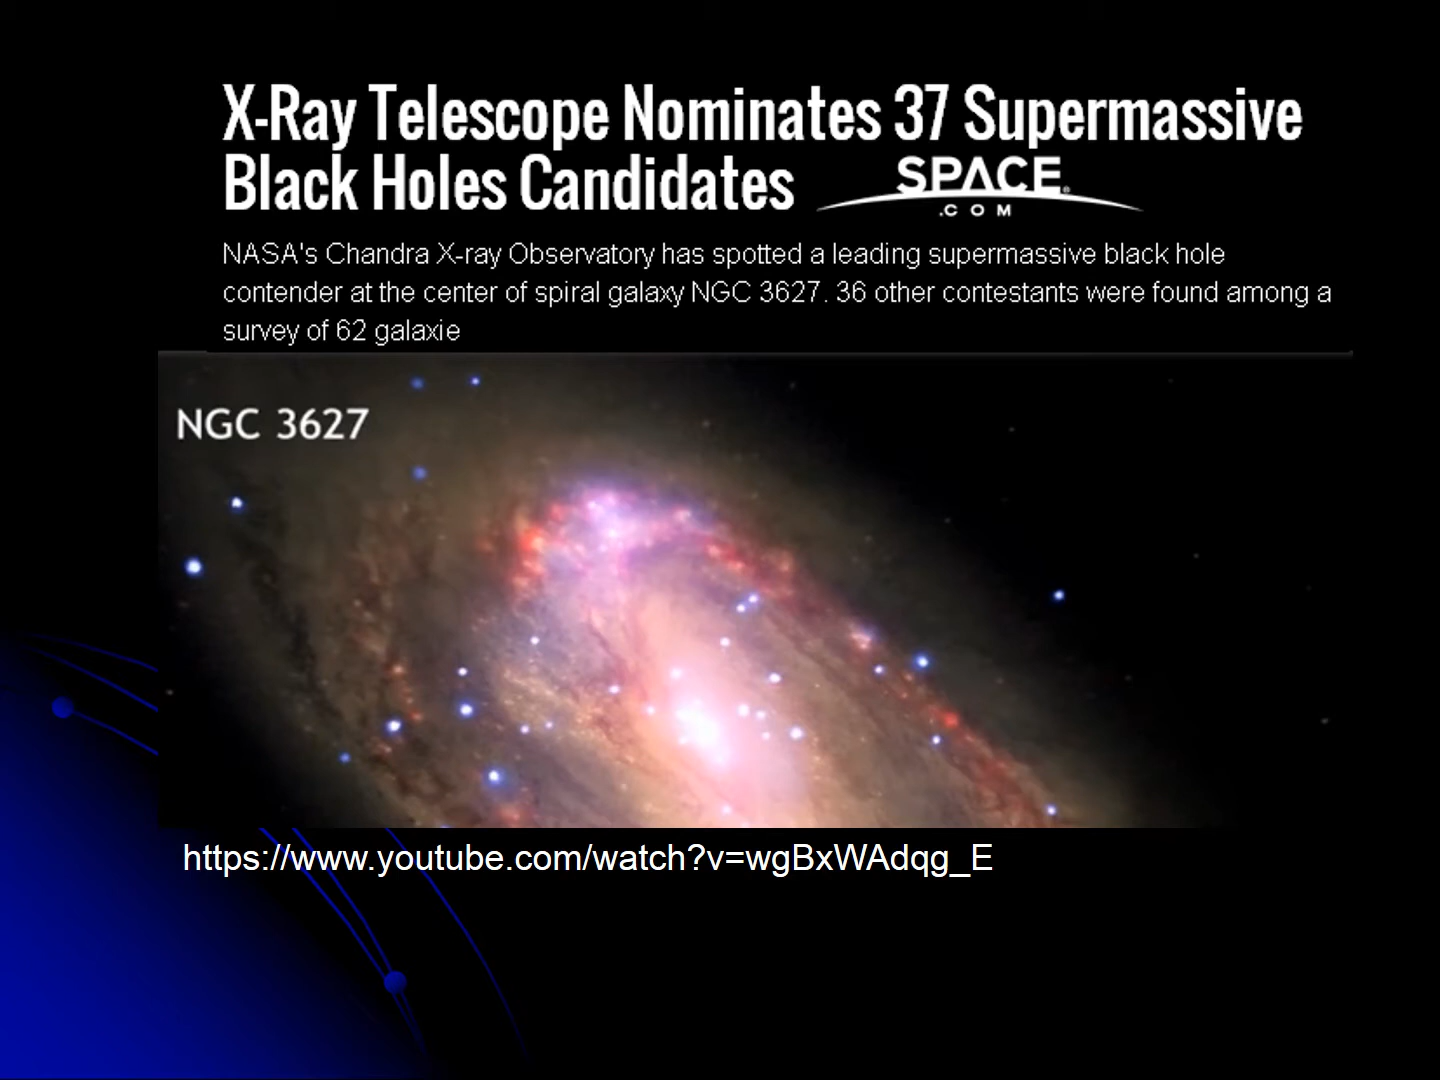 X-Ray Telescope Nominates 37 Supermassive
Black Holes Candidates
SPACE
.COM
NASA's Chandra X-ray Observatory has spotted a leading supermassive black hole
contender at the center of spiral galaxy NGC 3627. 36 other contestants were found among a
survey of 62 galaxie
NGC 3627
https://www.youtube.com/watch?v=wgBxWAdqg_E